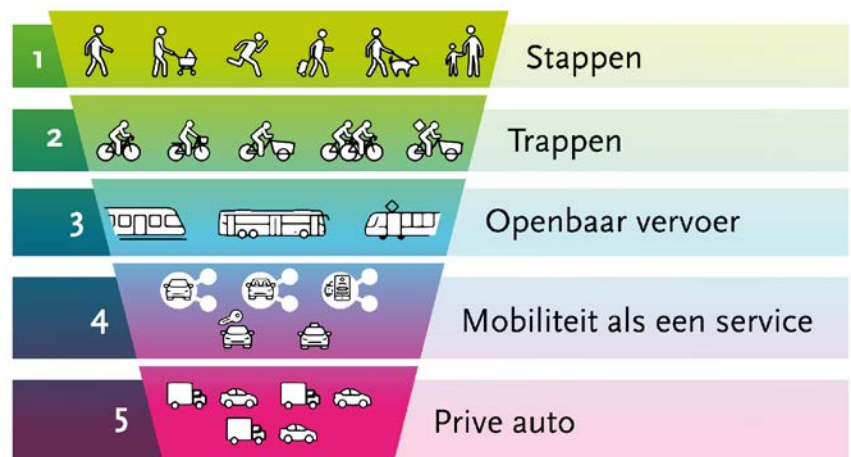 1 Stappen
2 Trappen
3 Openbaar vervoer
4 Mobiliteit als een service
5 Prive auto